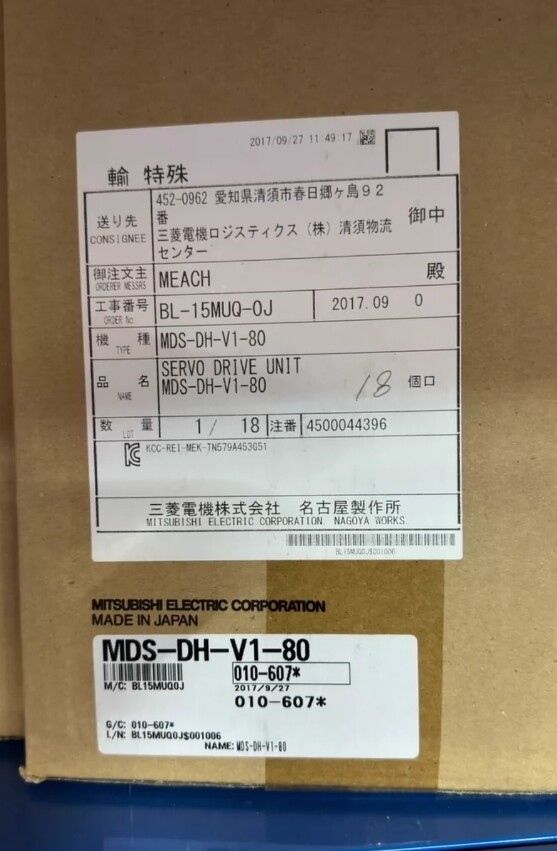 2017/09/27 11:49:17
輸 特殊
送り先
CONSIGNEE
452-0962 愛知県清須市春日郷ヶ島92
番
三菱電機ロジスティクス(株)清須物流
センター
御中
御注文主
ORDERER MESSRS
MEACH
殿
工事番号
ORDER No.
BL-15MUQ-0J
2017.09 0
機 種
TYPE
MDS-DH-V1-80
品 名
NAME
SERVO DRIVE UNIT
MDS-DH-V1-80
18 個口
数 量
LOT
1/ 18
注番
4500044396
KCC-REI-MEK-TN579A453G51
三菱電機株式会社 名古屋製作所
MITSUBISHI ELECTRIC CORPORATION, NAGOYA WORKS
BL15MUQ0J$001006
MITSUBISHI ELECTRIC CORPORATION
MADE IN JAPAN
MDS-DH-V1-80
010-607*
M/C: BL15MUQ0J
2017/9/27
010-607*
G/C: 010-607*
L/N: BL15MUQ0J$001006
NAME: MDS-DH-V1-80